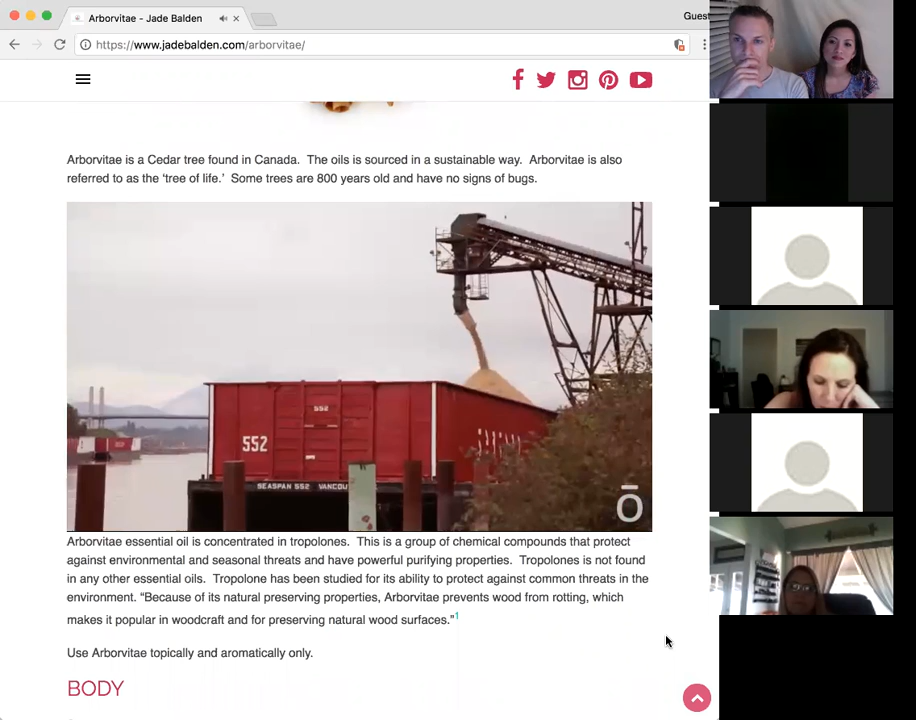 Arborvitae - Jade Balden
Guest
https://www.jadebalden.com/arborvitae/
Arborvitae is a Cedar tree found in Canada. The oils is sourced in a sustainable way. Arborvitae is also
referred to as the 'tree of life.' Some trees are 800 years old and have no signs of bugs.
552
552
SEASPAN 552 VANCOU
Ō
Arborvitae essential oil is concentrated in tropolones. This is a group of chemical compounds that protect
against environmental and seasonal threats and have powerful purifying properties. Tropolones is not found
in any other essential oils. Tropolone has been studied for its ability to protect against common threats in the
environment. “Because of its natural preserving properties, Arborvitae prevents wood from rotting, which
makes it popular in woodcraft and for preserving natural wood surfaces.”1
Use Arborvitae topically and aromatically only.
BODY